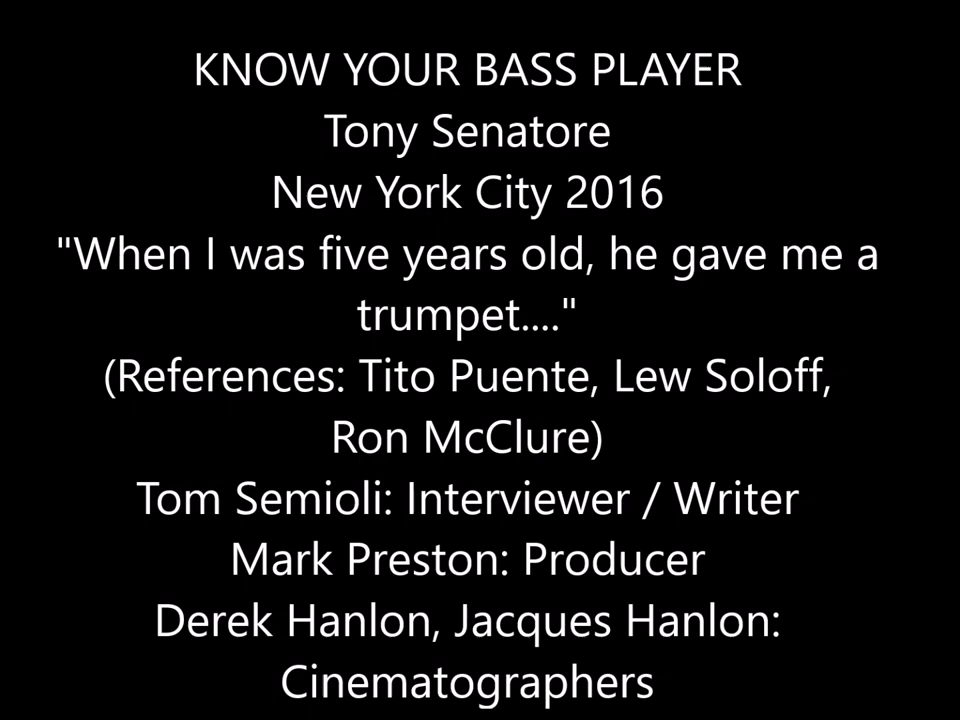 KNOW YOUR BASS PLAYER
Tony Senatore
New York City 2016
"When I was five years old, he gave me a
trumpet...."
(References: Tito Puente, Lew Soloff,
Ron McClure)
Tom Semioli: Interviewer / Writer
Mark Preston: Producer
Derek Hanlon, Jacques Hanlon:
Cinematographers